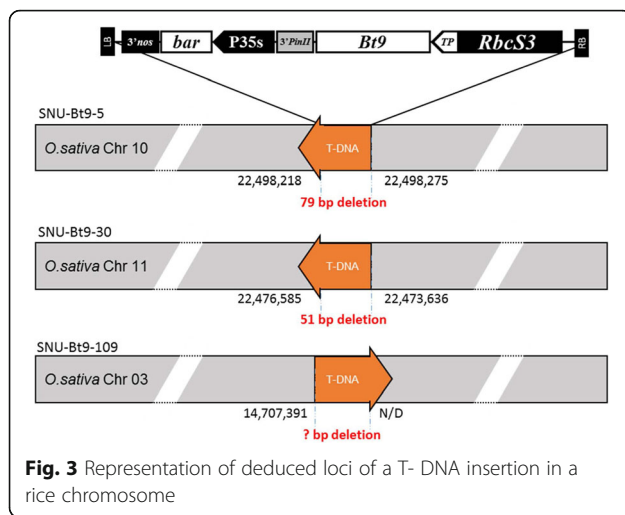 LB 3'nos bar P35s 3'PinII Bt9 TP RbcS3 RB
SNU-Bt9-5
O.sativa Chr 10
T-DNA
22,498,218 22,498,275
79 bp deletion
SNU-Bt9-30
O.sativa Chr 11
T-DNA
22,476,585 22,473,636
51 bp deletion
SNU-Bt9-109
O.sativa Chr 03
T-DNA
14,707,391 N/D
? bp deletion
Fig. 3 Representation of deduced loci of a T- DNA insertion in a
rice chromosome